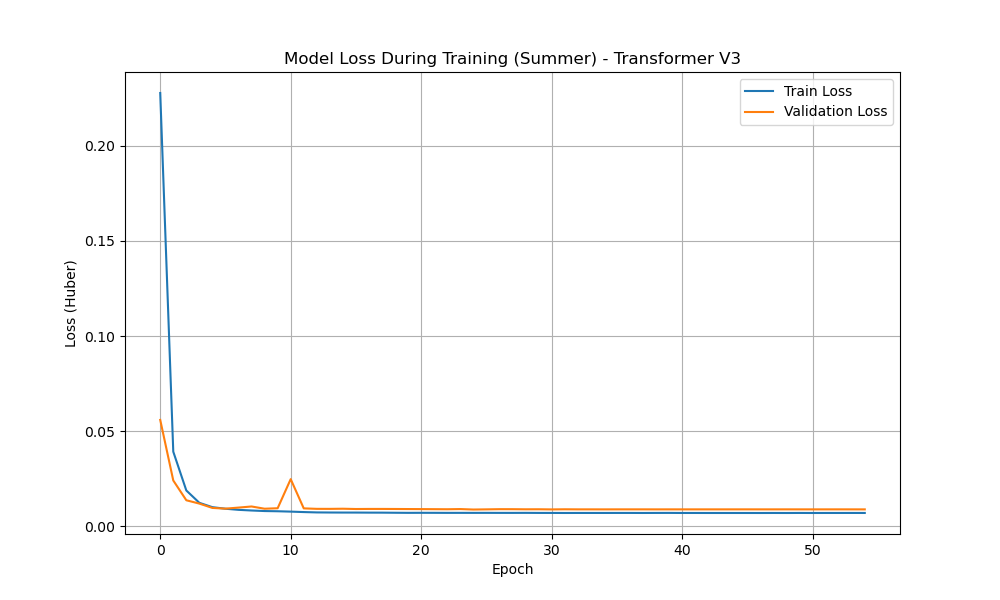 Model Loss During Training (Summer) - Transformer V3
Train Loss
Validation Loss
Loss (Huber)
0.20
0.15
0.10
0.05
0.00
0 10 20 30 40 50
Epoch